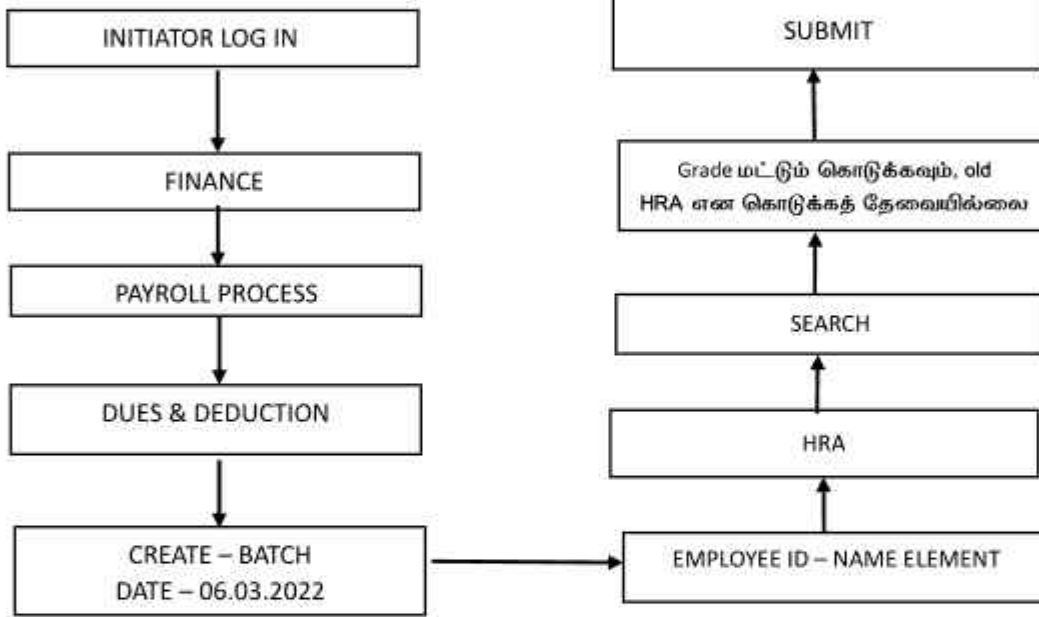 INITIATOR LOG IN
FINANCE
PAYROLL PROCESS
DUES & DEDUCTION
CREATE – BATCH
DATE – 06.03.2022
EMPLOYEE ID – NAME ELEMENT
HRA
SEARCH
Grade மட்டும் கொடுக்கவும், old
HRA என கொடுக்கத் தேவையில்லை
SUBMIT